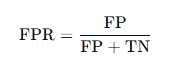 FPR = FP / (FP + TN)